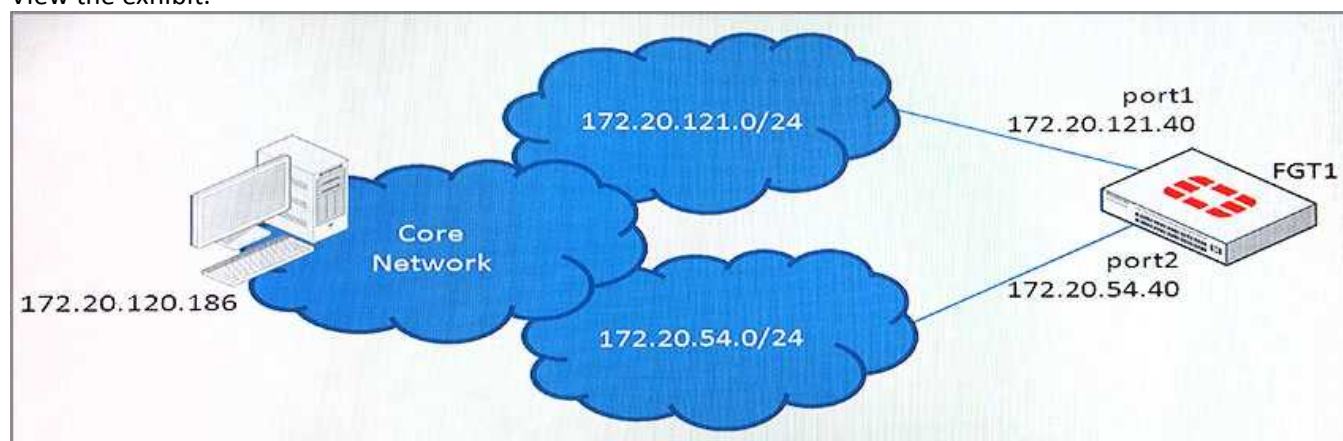 View the exhibit.
172.20.121.0/24
port1
172.20.121.40
FGT1
Core
Network
172.20.120.186
port2
172.20.54.40
172.20.54.0/24